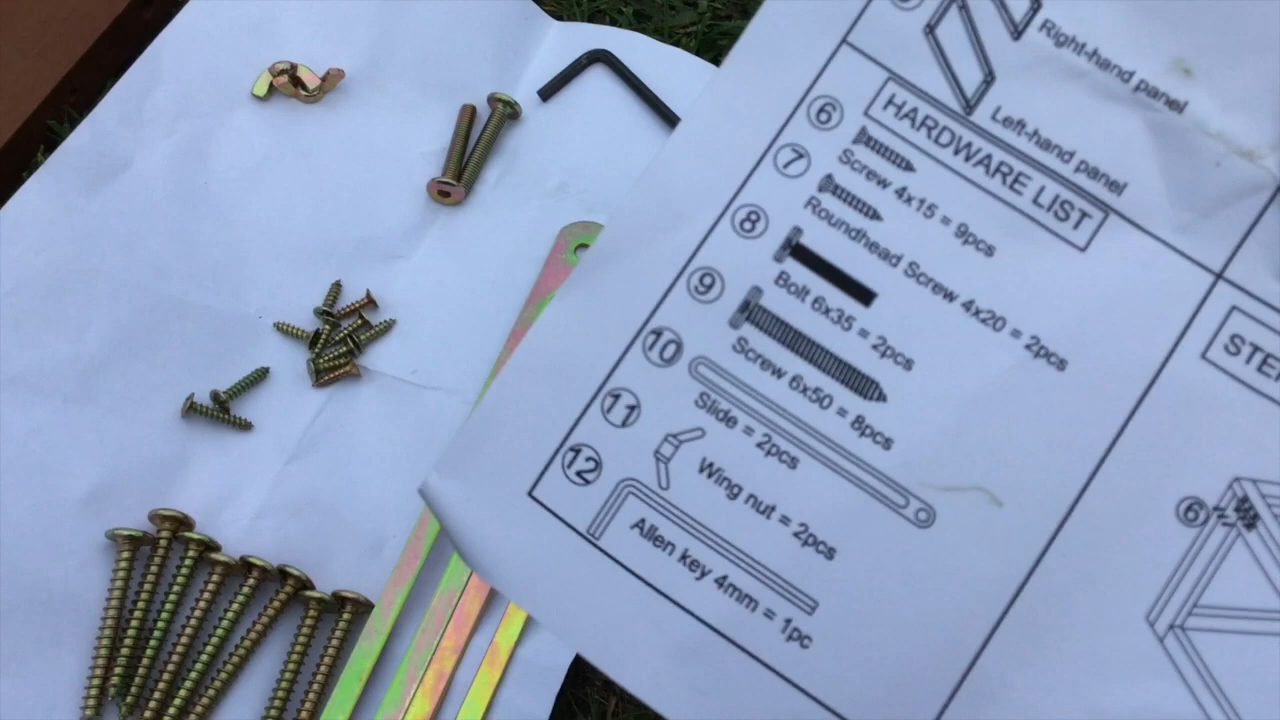 Right-hand panel
Left-hand panel
HARDWARE LIST
6
Screw 4x15 = 9pcs
7
Roundhead Screw 4x20 = 2pcs
8
Bolt 6x35 = 2pcs
9
Screw 6x50 = 8pcs
10
Slide = 2pcs
11
Wing nut = 2pcs
12
Allen key 4mm = 1pc
STE
6